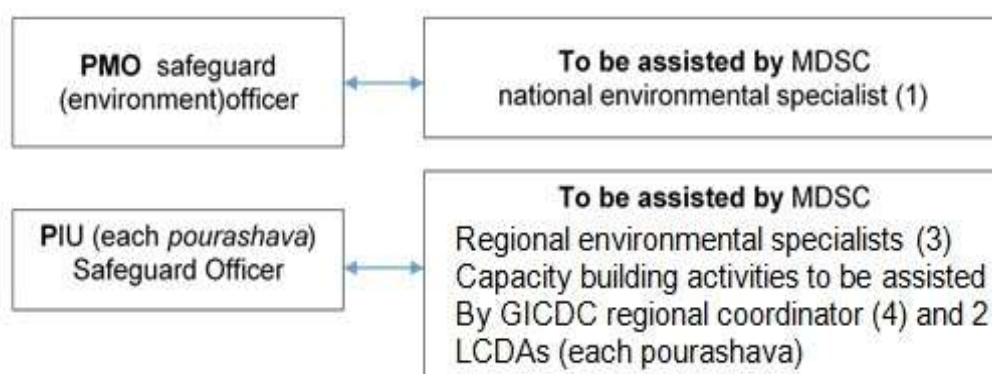 PMO safeguard
(environment)officer
To be assisted by MDSC
national environmental specialist (1)
PIU (each pourashava)
Safeguard Officer
To be assisted by MDSC
Regional environmental specialists (3)
Capacity building activities to be assisted
By GICDC regional coordinator (4) and 2
LCDAs (each pourashava)